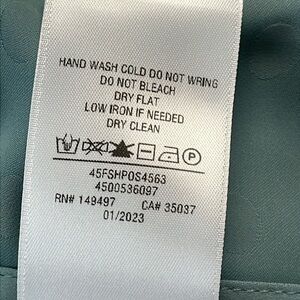 HAND WASH COLD DO NOT WRING
DO NOT BLEACH
DRY FLAT
LOW IRON IF NEEDED
DRY CLEAN
P
45FSHPOS4563
4500536097
RN# 149497 CA# 35037
01/2023